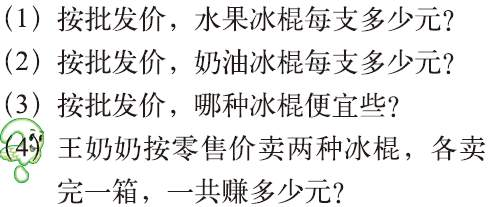 (1) 按批发价，水果冰棍每支多少元？
(2) 按批发价，奶油冰棍每支多少元？
(3) 按批发价，哪种冰棍便宜些？
(4) 王奶奶按零售价卖两种冰棍，各卖
完一箱，一共赚多少元？